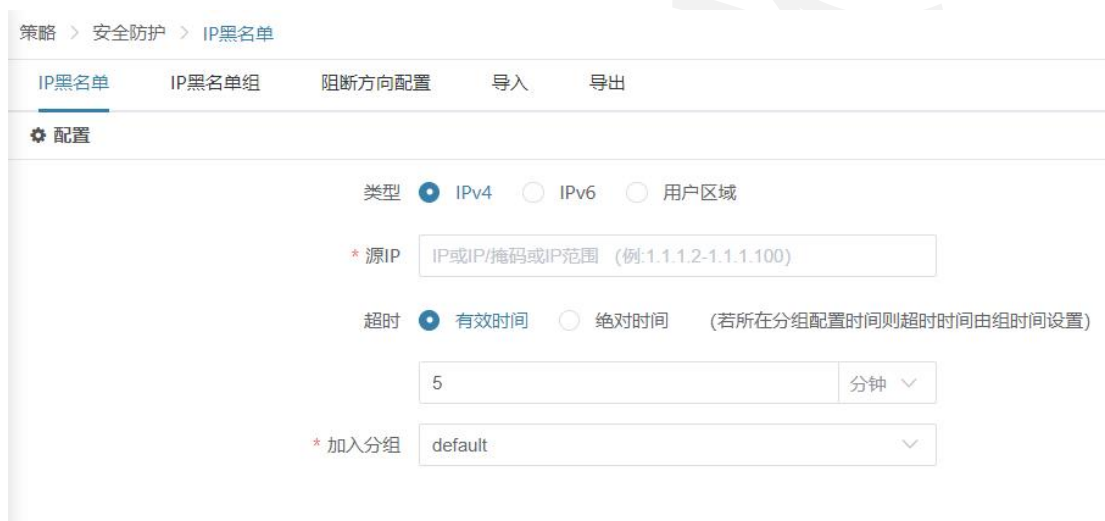 策略 > 安全防护 > IP黑名单
IP黑名单 IP黑名单组 阻断方向配置 导入 导出
配置
类型 IPv4 IPv6 用户区域
* 源IP IP或IP/掩码或IP范围 (例:1.1.1.2-1.1.1.100)
超时 有效时间 绝对时间 (若所在分组配置时间则超时时间由组时间设置)
5 分钟
* 加入分组 default